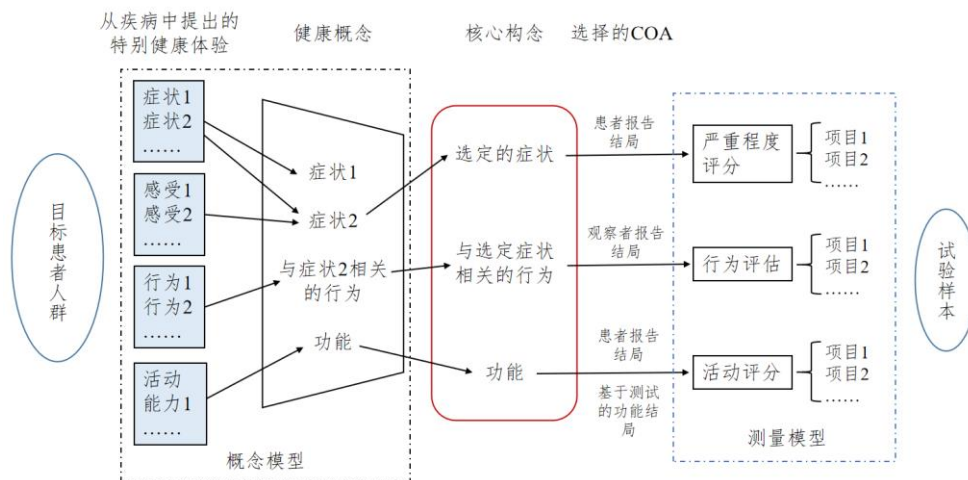 从疾病中提出的
特别健康体验
健康概念
核心构念
选择的COA
目标患者人群
症状1
症状2
……
感受1
感受2
……
行为1
行为2
……
活动
能力1
……
症状1
症状2
与症状2相关
的行为
功能
概念模型
选定的症状
与选定症状
相关的行为
功能
患者报告
结局
观察者报告
结局
患者报告
结局
基于测试
的功能结
局
严重程度
评分
项目1
项目2
……
行为评估
项目1
项目2
……
活动评分
项目1
项目2
……
测量模型
试验样本